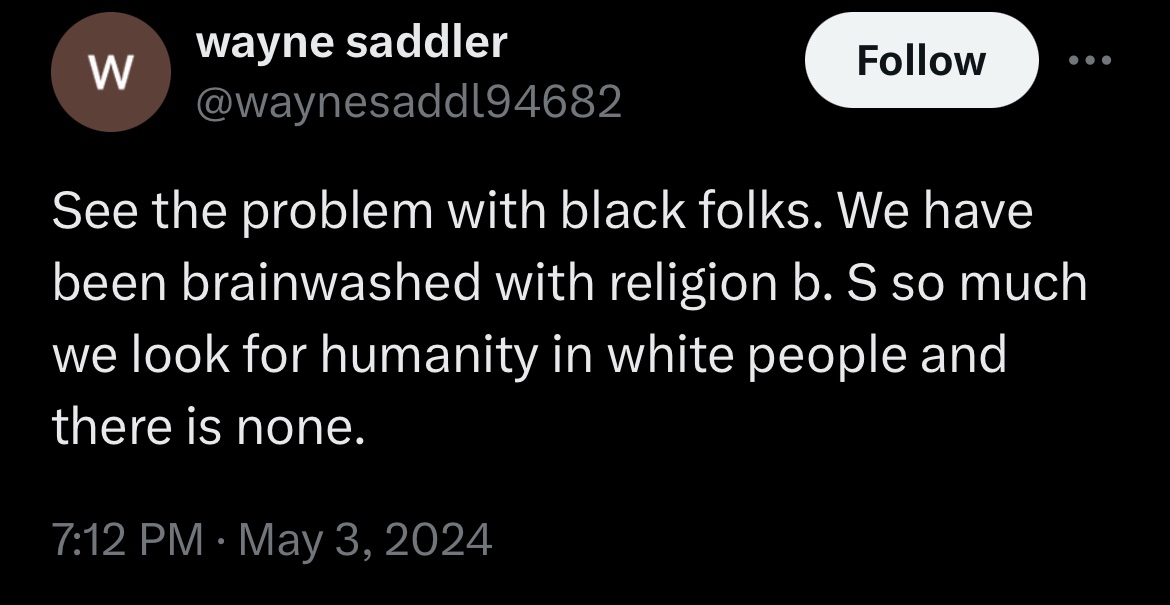 W
wayne saddler
Follow
@waynesaddl94682
See the problem with black folks. We have
been brainwashed with religion b. S so much
we look for humanity in white people and
there is none.
7:12 PM · May 3, 2024